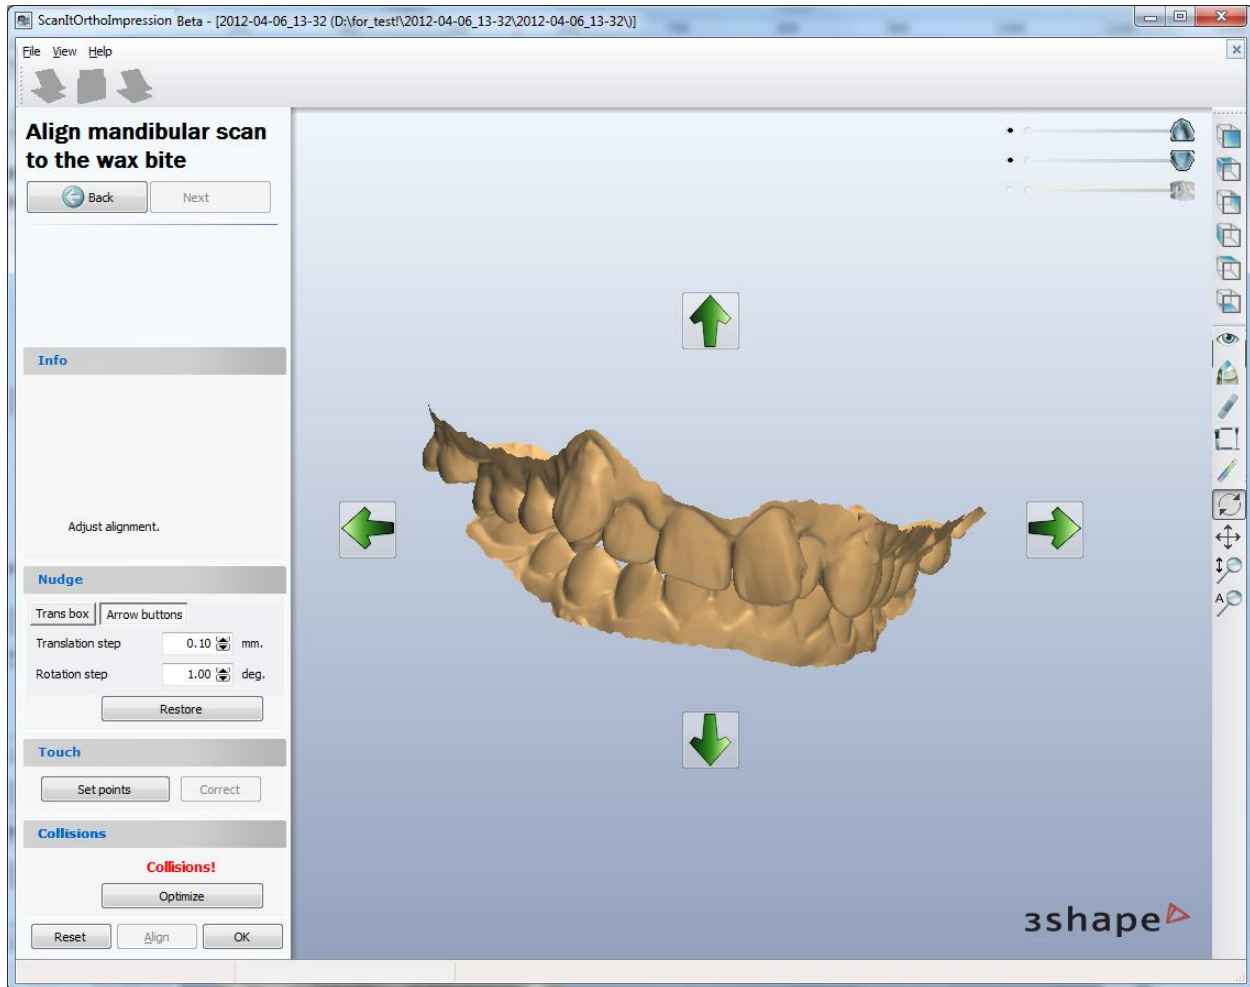 ScanItOrthoImpression Beta - [2012-04-06_13-32 (D:\for_test!\2012-04-06_13-32\2012-04-06_13-32\)]
File View Help
Align mandibular scan
to the wax bite
Back Next
Info
Adjust alignment.
Nudge
Trans box Arrow buttons
Translation step 0.10 mm.
Rotation step 1.00 deg.
Restore
Touch
Set points Correct
Collisions
Collisions!
Optimize
Reset Align OK
A
3shape